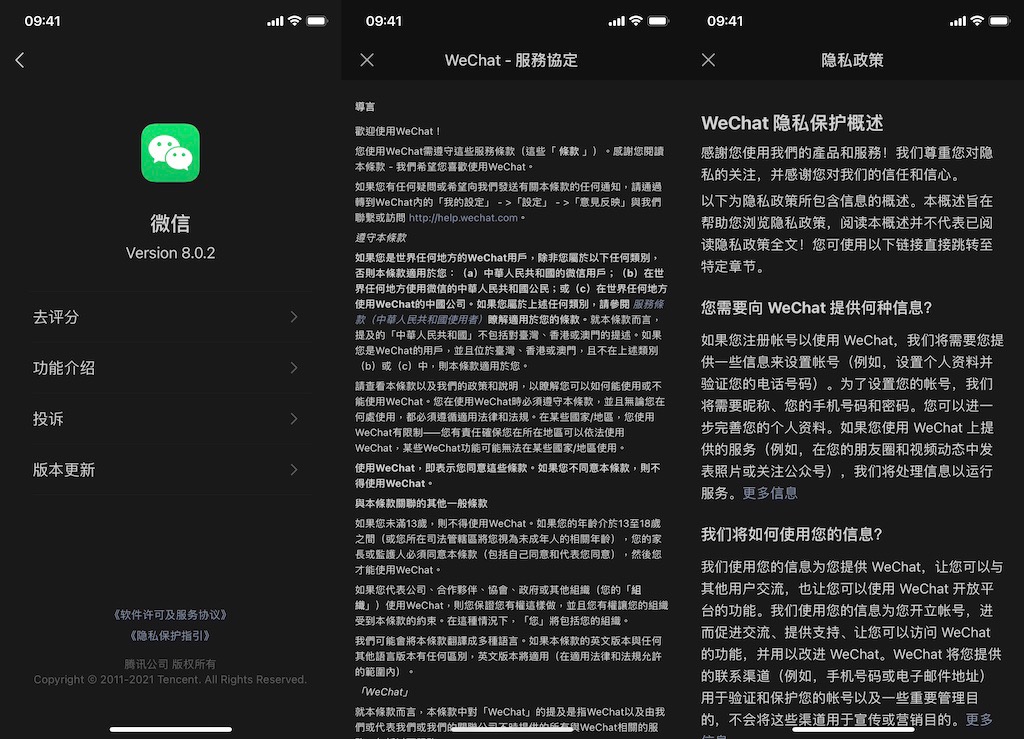 09:41
微信
Version 8.0.2
去评分
功能介绍
投诉
版本更新
《软件许可及服务协议》
《隐私保护指引》
腾讯公司 版权所有
Copyright © 2011-2021 Tencent. All Rights Reserved.
09:41
WeChat - 服務協定
導言
歡迎使用WeChat！
您使用WeChat需遵守這些服務條款（這些「 條款 」）。感謝您閱讀
本條款 - 我們希望您喜歡使用WeChat。
如果您有任何疑問或希望向我們發送有關本條款的任何通知，請通過
轉到WeChat內的「我的設定」 - >「設定」 - >「意見反映」與我們
聯繫或訪問 http://help.wechat.com。
遵守本條款
如果您是世界任何地方的WeChat用戶，除非您屬於以下任何類別，
否則本條款適用於您：（a）中華人民共和國的微信用戶；（b）在世
界任何地方使用微信的中華人民共和國公民；或（c）在世界任何地方
使用WeChat的中國公司。如果您屬於上述任何類別，請參閱 服務條
款（中華人民共和國使用者）瞭解適用於您的條款。就本條款而言，
提及的「中華人民共和國」不包括對臺灣、香港或澳門的提述。如果
您是WeChat的用戶，並且位於臺灣、香港或澳門，且不在上述類別
（b）或（c）中，則本條款適用於您。
請查看本條款以及我們的政策和說明，以瞭解您可以如何能使用或不
能使用WeChat。您在使用WeChat時必須遵守本條款，並且無論您在
何處使用，都必須遵循適用法律和法規。在某些國家/地區，您使用
WeChat有限制——您有責任確保您在所在地區可以依法使用
WeChat，某些WeChat功能可能無法在某些國家/地區使用。
使用WeChat，即表示您同意這些條款。如果您不同意本條款，則不
得使用WeChat。
與本條款關聯的其他一般條款
如果您未滿13歲，則不得使用WeChat。如果您的年齡介於13至18歲
之間（或您所在司法管轄區將您視為未成年人的相關年齡），您的家
長或監護人必須同意本條款（包括自己同意和代表您同意），然後您
才能使用WeChat。
如果您代表公司、合作夥伴、協會、政府或其他組織（您的「組
織」）使用WeChat，則您保證您有權這樣做，並且您有權讓您的組織
受到本條款的約束。在這種情況下，「您」將包括您的組織。
我們可能會將本條款翻譯成多種語言。如果本條款的英文版本與任何
其他語言版本有任何區別，英文版本將適用（在適用法律和法規允許
的範圍內）。
「WeChat」
就本條款而言，本條款中對「WeChat」的提及是指WeChat以及由我
們或代表我們或我們的關聯公司不時提供的所有與WeChat相關的服
09:41
隐私政策
WeChat 隐私保护概述
感謝您使用我們的產品和服務！我们尊重您对隐
私的关注，并感谢您对我们的信任和信心。
以下为隐私政策所包含信息的概述。本概述旨在
帮助您浏览隐私政策，阅读本概述并不代表已阅
读隐私政策全文！您可使用以下链接直接跳转至
特定章节。
您需要向 WeChat 提供何种信息？
如果您注册帐号以使用 WeChat，我们将需要您提
供一些信息来设置帐号（例如，设置个人资料并
验证您的电话号码）。为了设置您的帐号，我们
将需要昵称、您的手机号码和密码。您可以进一
步完善您的个人资料。如果您使用 WeChat 上提
供的服务（例如，在您的朋友圈和视频动态中发
表照片或关注公众号），我们将处理信息以运行
服务。更多信息
我们将如何使用您的信息？
我们使用您的信息为您提供 WeChat，让您可以与
其他用户交流，也让您可以使用 WeChat 开放平
台的功能。我们使用您的信息为您开立帐号，进
而促进交流、提供支持、让您可以访问 WeChat
的功能，并用以改进 WeChat。WeChat 将您提供
的联系渠道（例如，手机号码或电子邮件地址）
用于验证和保护您的帐号以及一些重要管理目
的，不会将这些渠道用于宣传或营销目的。更多